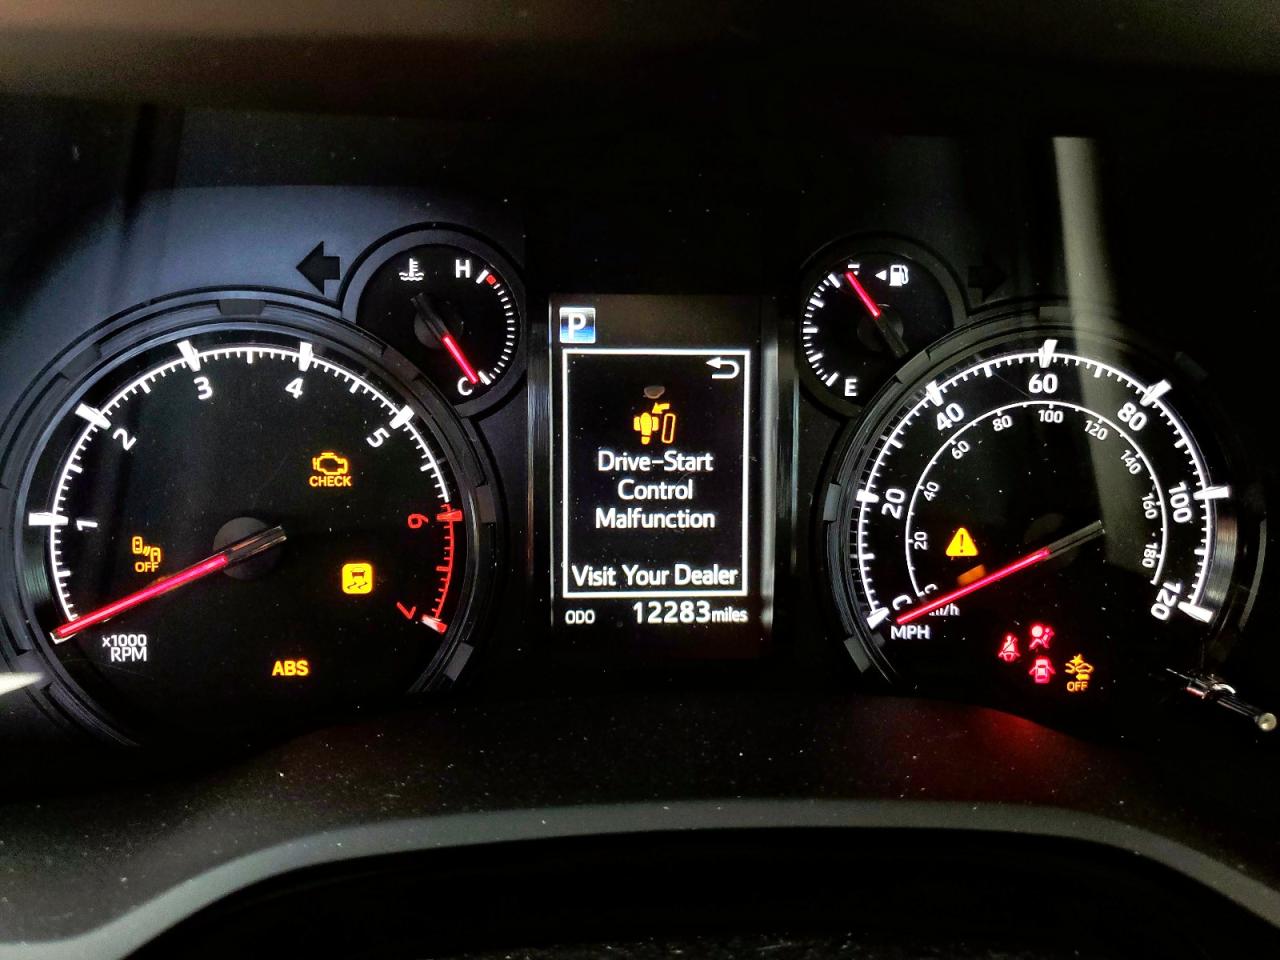 H
C
P
Drive-Start
Control
Malfunction
Visit Your Dealer
ODO 12283 miles
1
2
3
4
5
6
7
x1000
RPM
CHECK
OFF
ABS
E
20
40
60
80
100
120
20
40
60
80
100
120
140
160
180
MPH
OFF